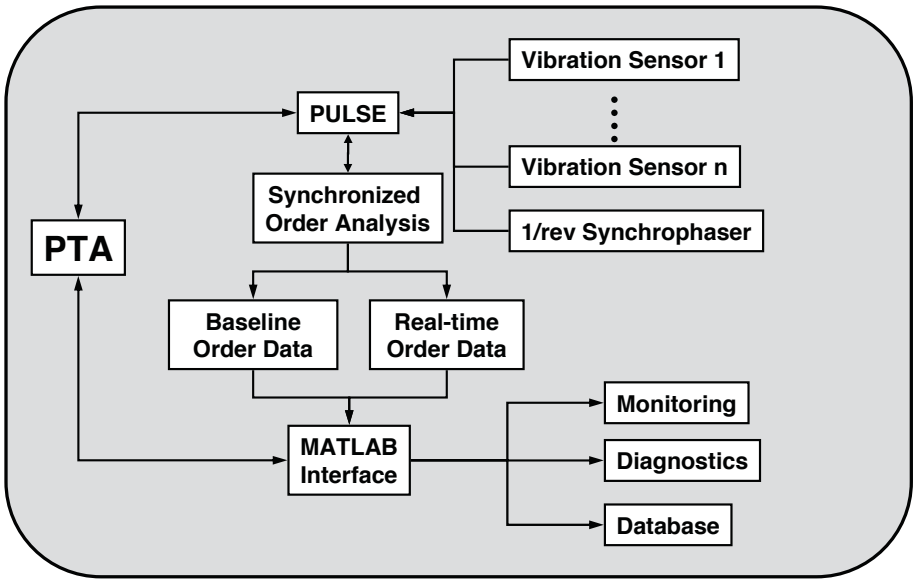 Vibration Sensor 1
PULSE
Vibration Sensor n
Synchronized
Order Analysis
1/rev Synchrophaser
PTA
Baseline
Order Data
Real-time
Order Data
Monitoring
MATLAB
Interface
Diagnostics
Database